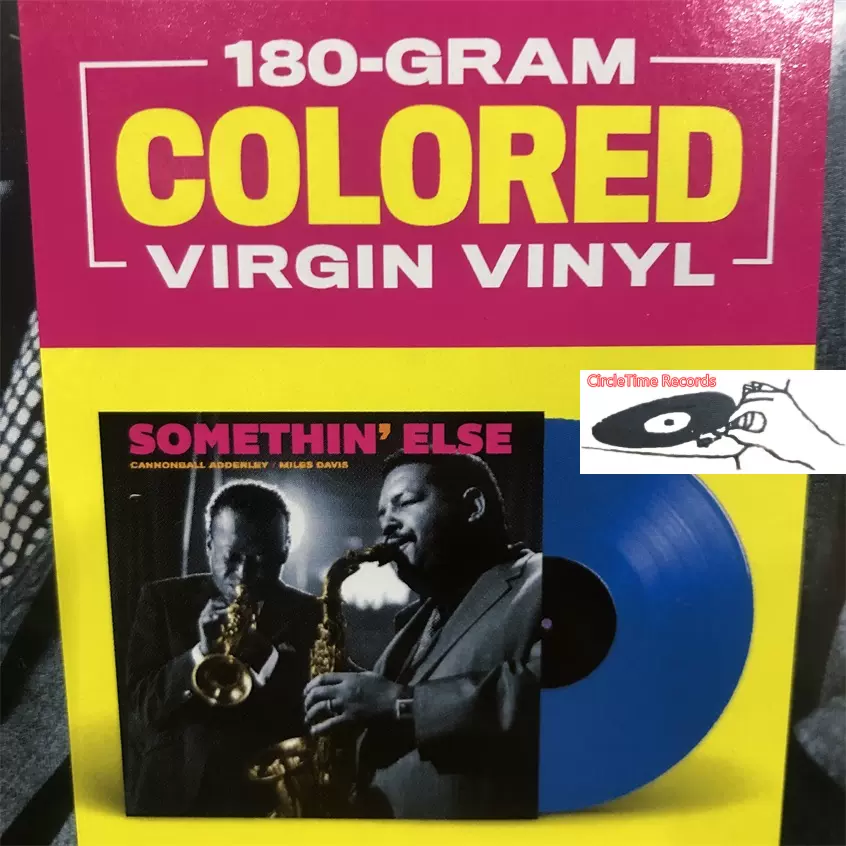 180-GRAM
COLORED
VIRGIN VINYL
CircleTime Records
SOMETHIN' ELSE
CANNONBALL ADDERLEY / MILES DAVIS